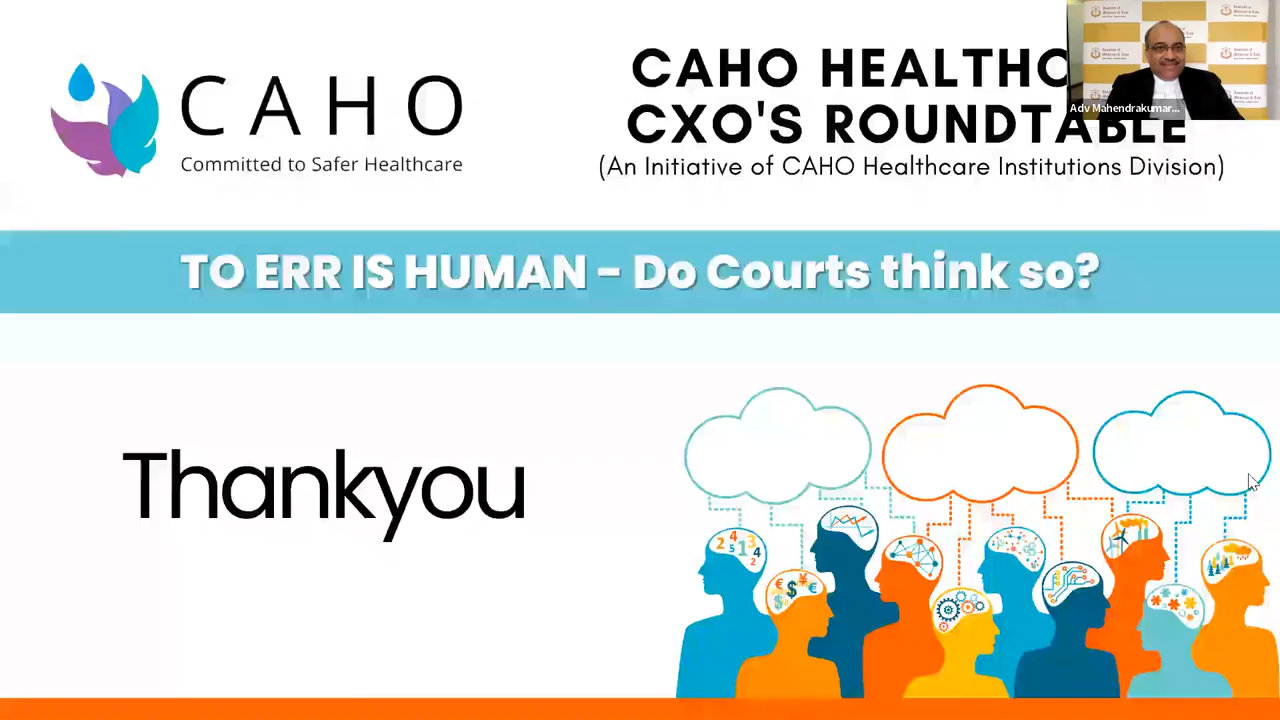 CAHO
Committed to Safer Healthcare
CAHO HEALTHC
CXO'S ROUNDTABLE
(An Initiative of CAHO Healthcare Institutions Division)
Adv Mahendrakumar...
TO ERR IS HUMAN - Do Courts think so?
Thankyou